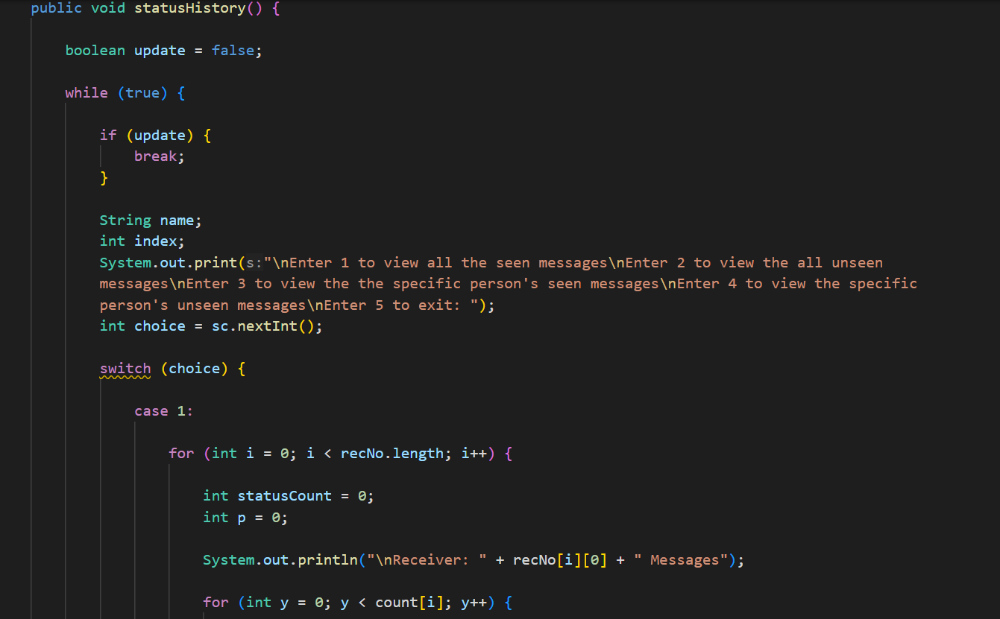 public void statusHistory() {
boolean update = false;
while (true) {
if (update) {
break;
}
String name;
int index;
System.out.print(s:"\nEnter 1 to view all the seen messages\nEnter 2 to view the all unseen
messages\nEnter 3 to view the the specific person's seen messages\nEnter 4 to view the specific
person's unseen messages\nEnter 5 to exit: ");
int choice = sc.nextInt();
switch (choice) {
case 1:
for (int i = 0; i < recNo.length; i++) {
int statusCount = 0;
int p = 0;
System.out.println("\nReceiver: " + recNo[i][0] + " Messages");
for (int y = 0; y < count[i]; y++) {